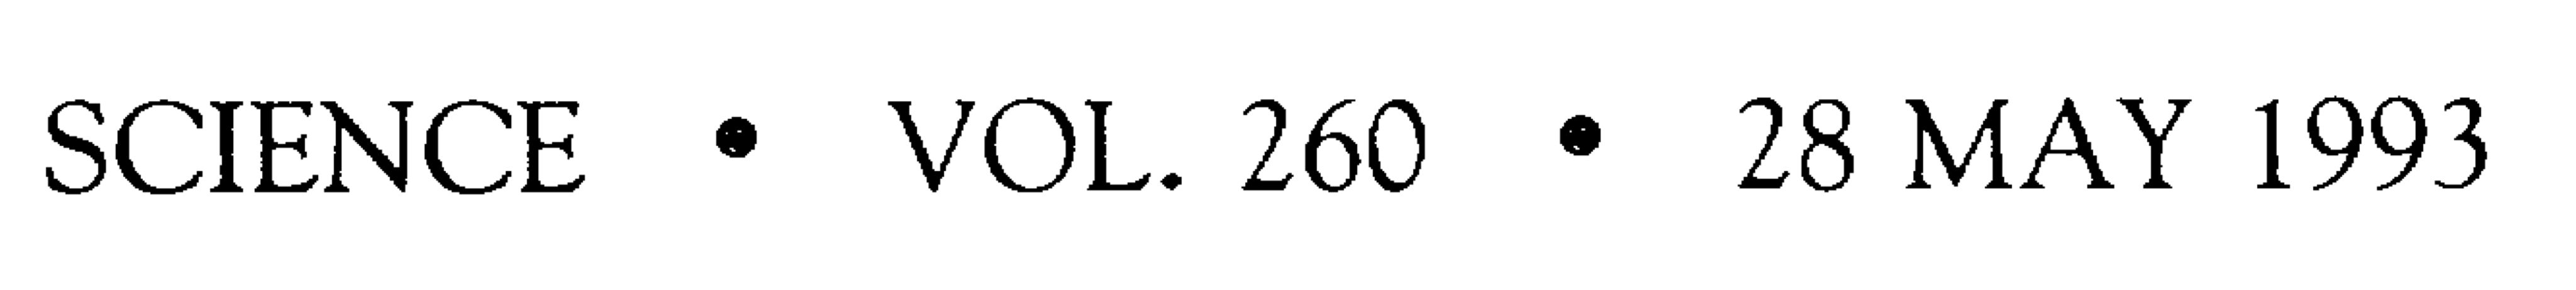 SCIENCE • VOL. 260 • 28 MAY 1993